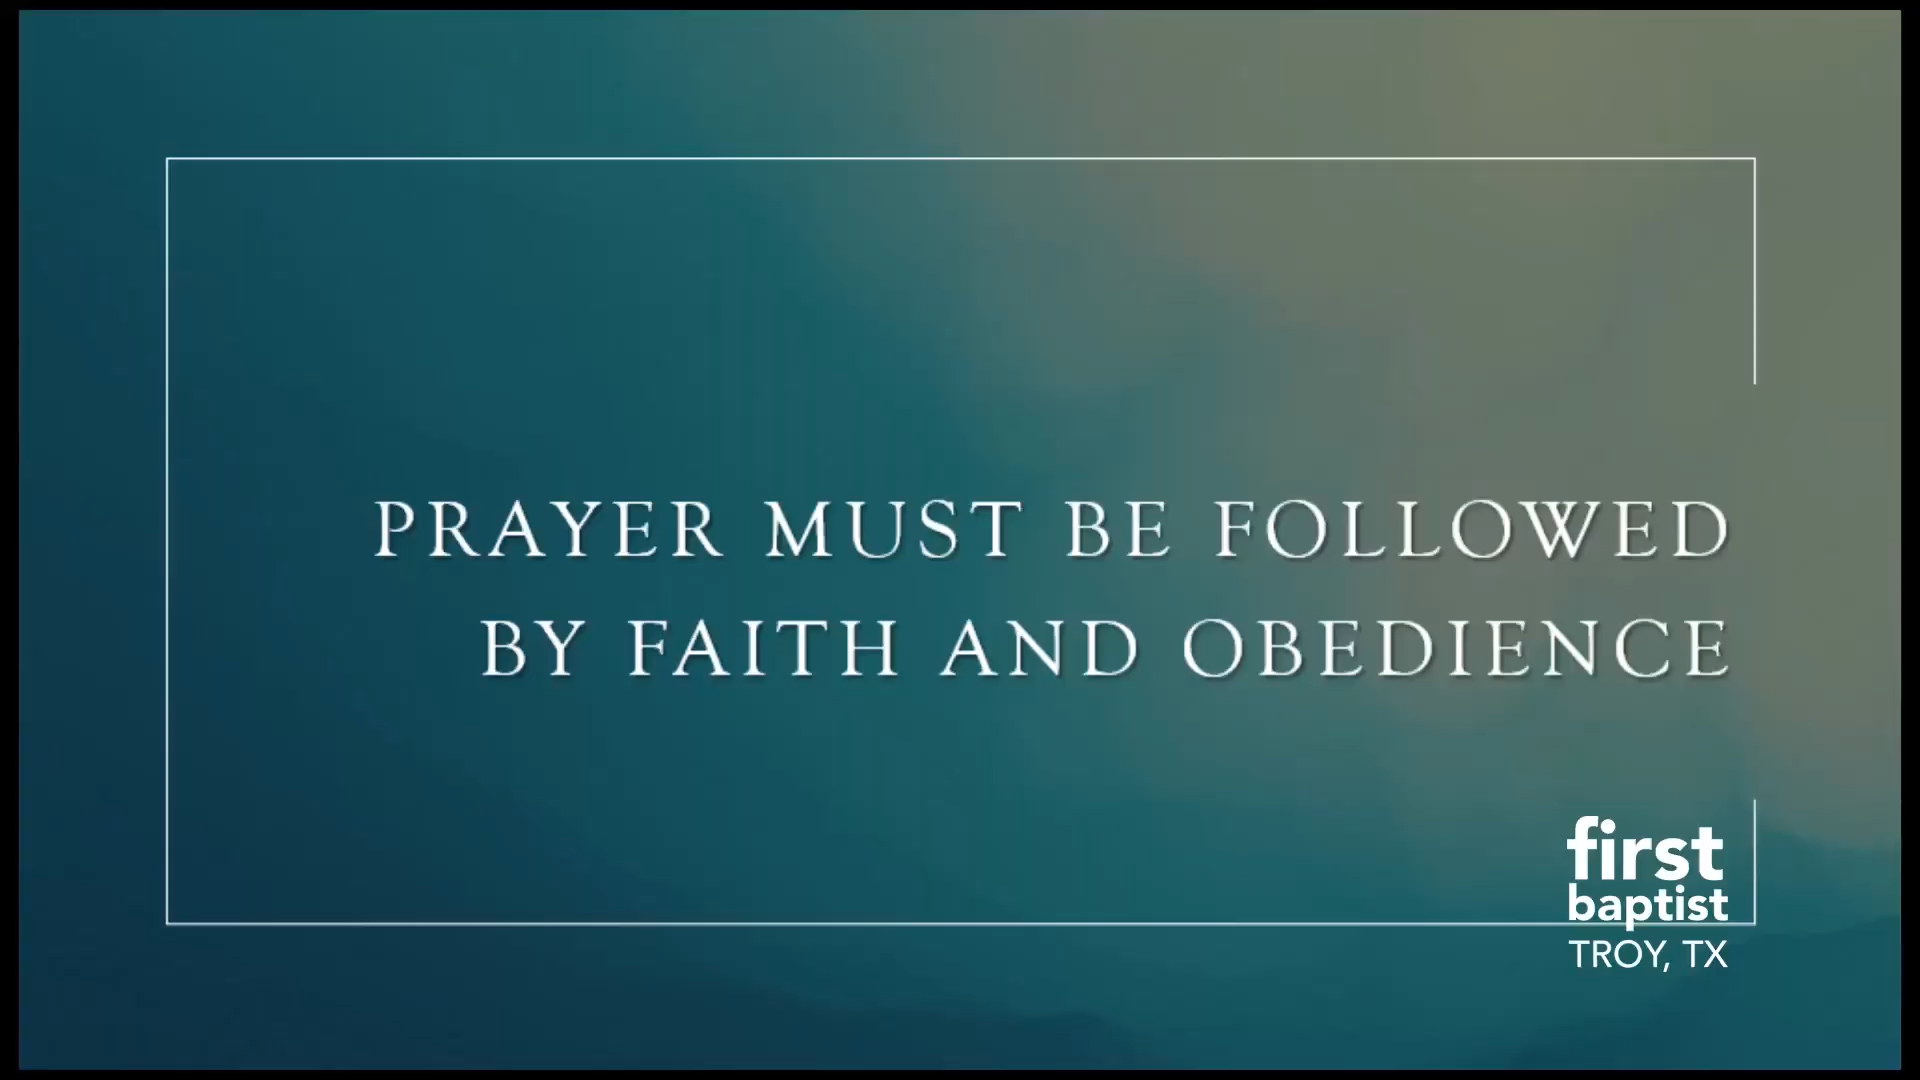 PRAYER MUST BE FOLLOWED
BY FAITH AND OBEDIENCE
first
baptist
TROY, TX